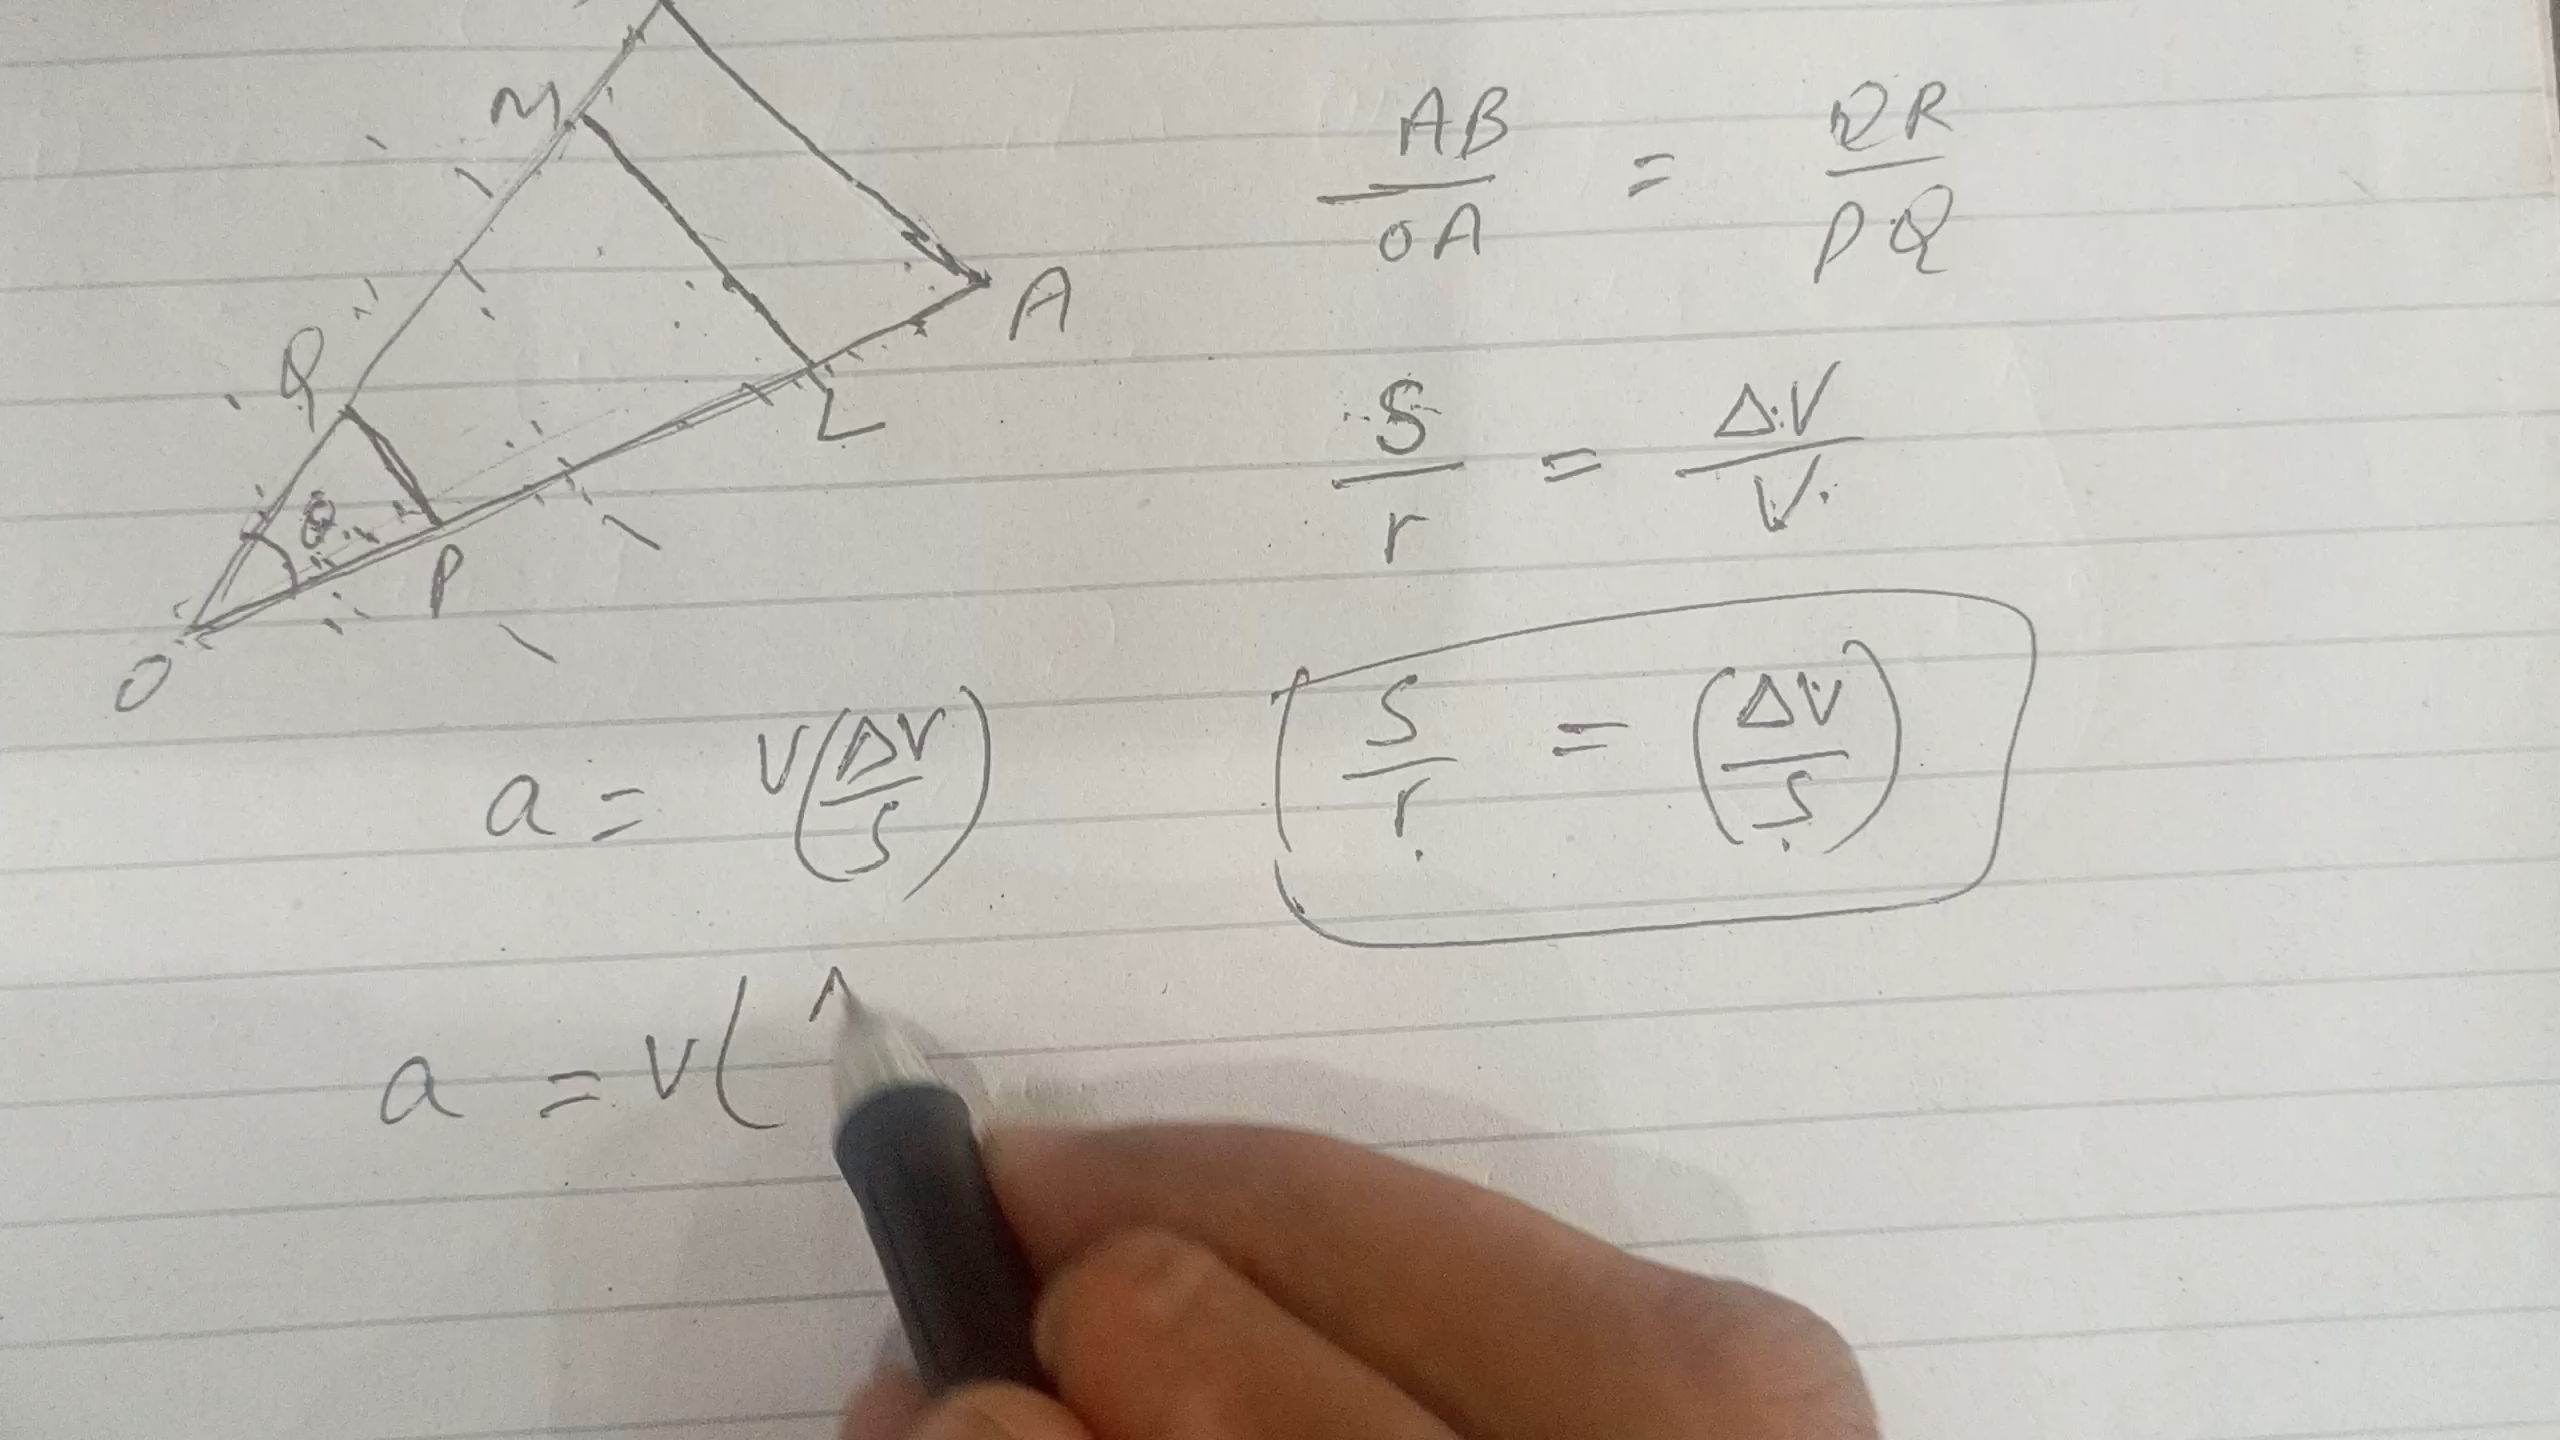 M
A
Q
L
θ
P
O
AB/OA = QR/PQ
S/r = ΔV/V
a = V(ΔV/S)
S/r = (ΔV/S)
a = V(